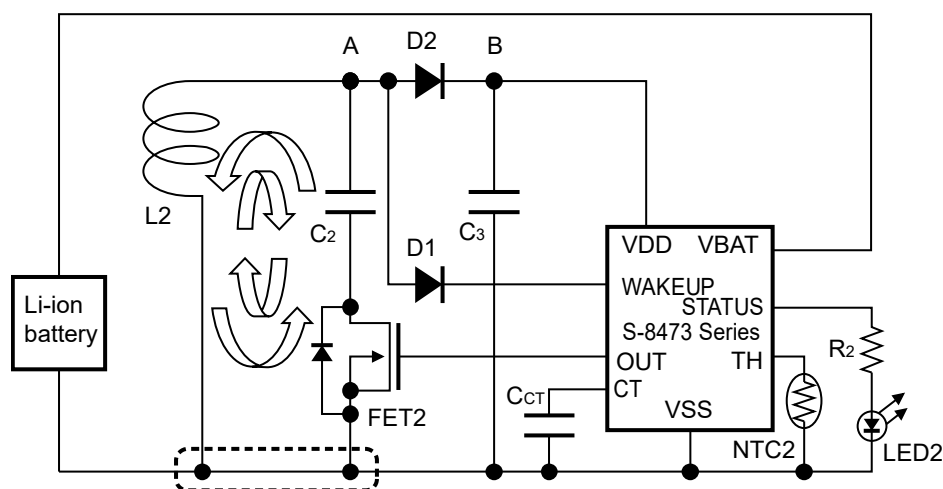 A
D2
B
L2
C2
C3
D1
Li-ion
battery
VDD VBAT
WAKEUP
STATUS
S-8473 Series
OUT TH
CT
VSS
R2
CCT
FET2
NTC2
LED2